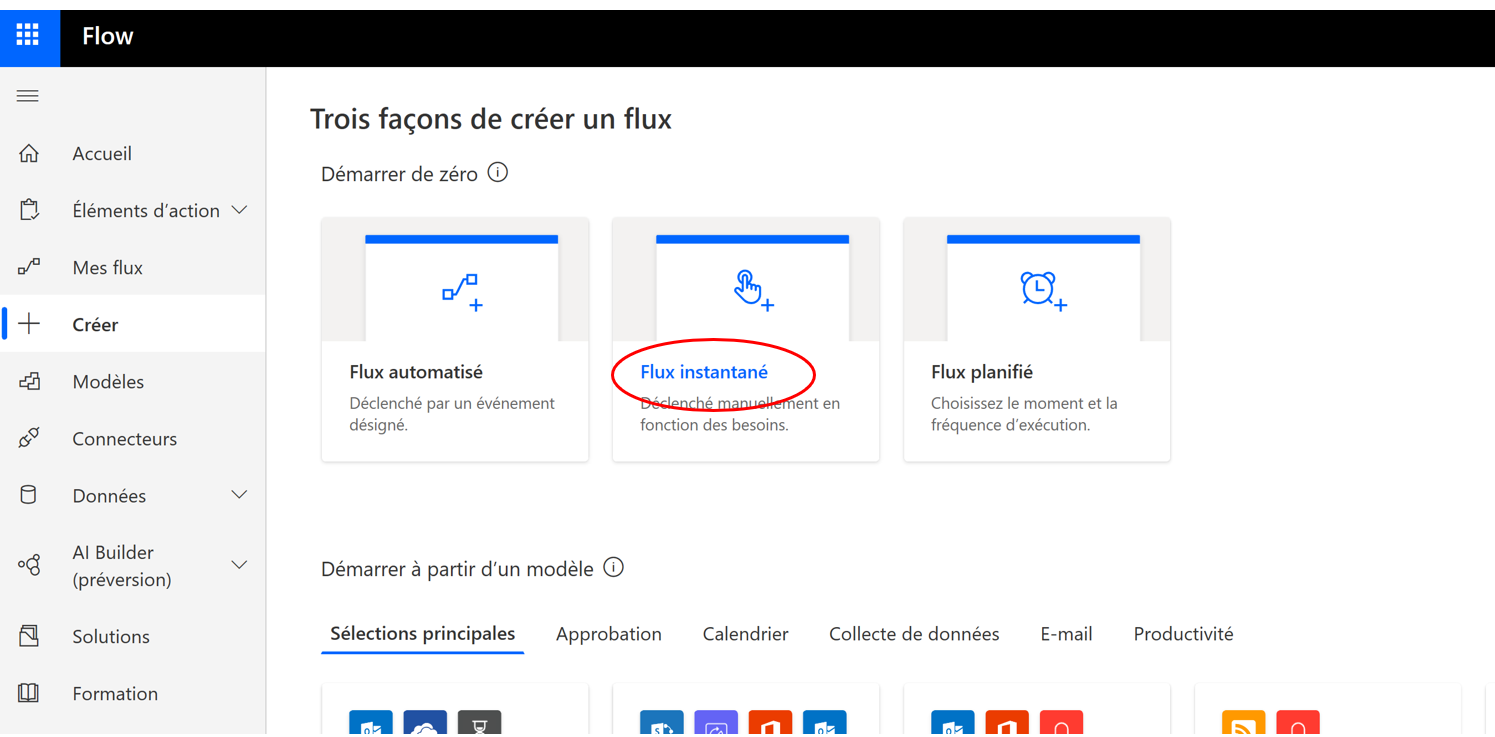 Flow
Accueil
Éléments d’action
Mes flux
Créer
Modèles
Connecteurs
Données
AI Builder
(préversion)
Solutions
Formation
Trois façons de créer un flux
Démarrer de zéro
Flux automatisé
Déclenché par un événement
désigné.
Flux instantané
Déclenché manuellement en
fonction des besoins.
Flux planifié
Choisissez le moment et la
fréquence d’exécution.
Démarrer à partir d’un modèle
Sélections principales Approbation Calendrier Collecte de données E-mail Productivité